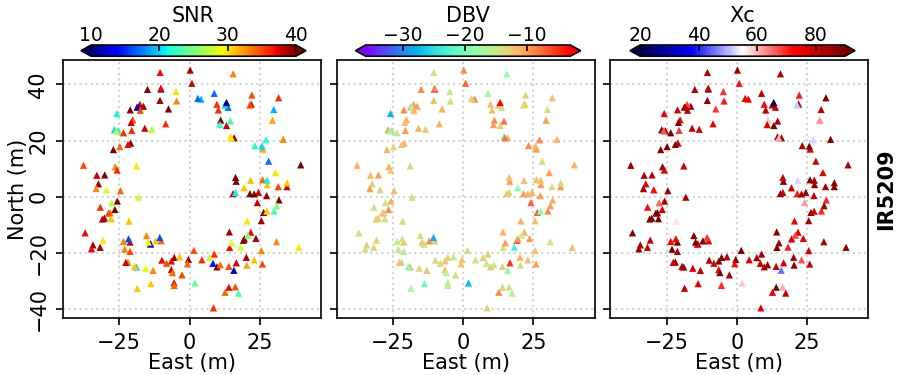 SNR DBV Xc
10 20 30 40 −30 −20 −10 20 40 60 80
North (m)
40
20
0
−20
−40
IR5209
−25 0 25 −25 0 25 −25 0 25
East (m) East (m) East (m)